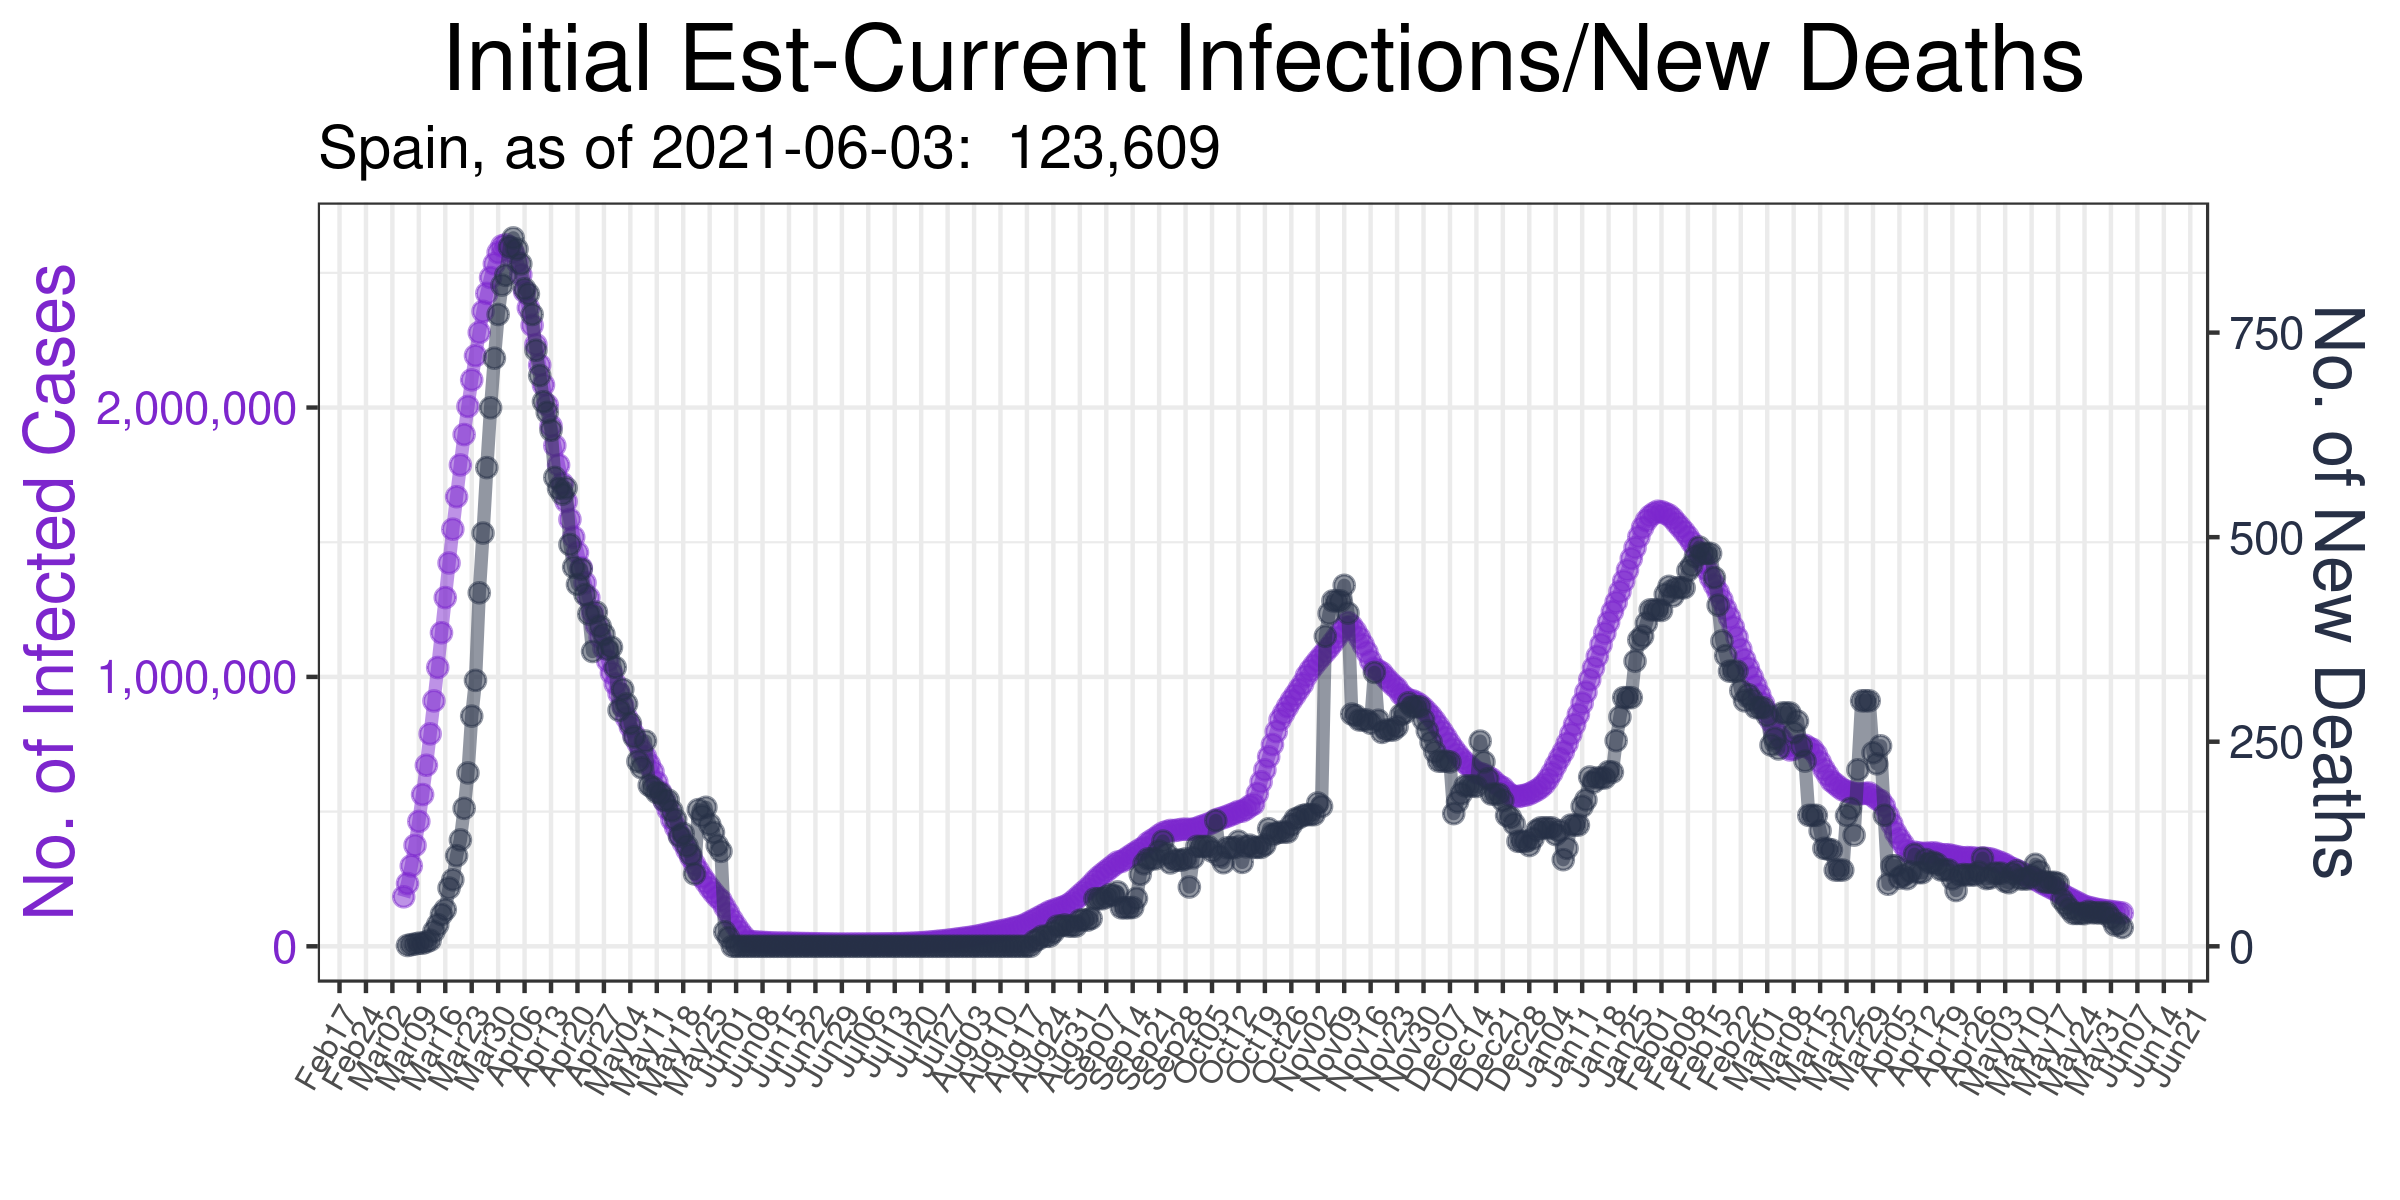 Initial Est-Current Infections/New Deaths
Spain, as of 2021-06-03:  123,609
No. of Infected Cases
2,000,000
1,000,000
0
750
500
250
0
No. of New Deaths
Feb17
Feb24
Mar02
Mar09
Mar16
Mar23
Mar30
Apr06
Apr13
Apr20
Apr27
May04
May11
May18
May25
Jun01
Jun08
Jun15
Jun22
Jun29
Jul06
Jul13
Jul20
Jul27
Aug03
Aug10
Aug17
Aug24
Aug31
Sep07
Sep14
Sep21
Sep28
Oct05
Oct12
Oct19
Oct26
Nov02
Nov09
Nov16
Nov23
Nov30
Dec07
Dec14
Dec21
Dec28
Jan04
Jan11
Jan18
Jan25
Feb01
Feb08
Feb15
Feb22
Mar01
Mar08
Mar15
Mar22
Mar29
Apr05
Apr12
Apr19
Apr26
May03
May10
May17
May24
May31
Jun07
Jun14
Jun21